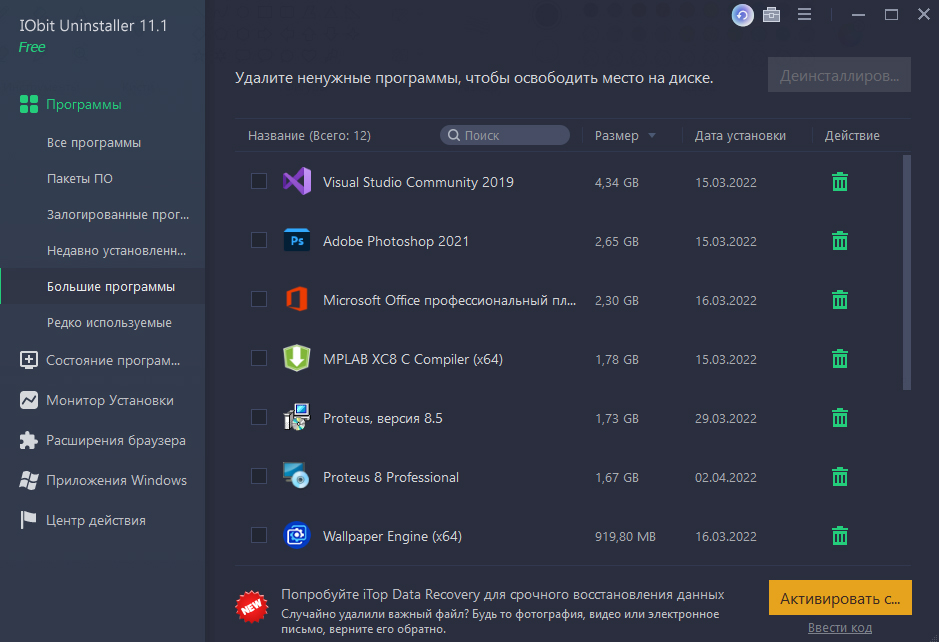 IObit Uninstaller 11.1
Free
Программы
Все программы
Пакеты ПО
Залогированные прог...
Недавно установленн...
Большие программы
Редко используемые
Состояние програм...
Монитор Установки
Расширения браузера
Приложения Windows
Центр действия
Удалите ненужные программы, чтобы освободить место на диске.
Деинсталлиров...
Название (Всего: 12) Поиск Размер Дата установки Действие
Visual Studio Community 2019 4,34 GB 15.03.2022
Ps Adobe Photoshop 2021 2,65 GB 15.03.2022
Microsoft Office профессиональный пл... 2,30 GB 16.03.2022
MPLAB XC8 C Compiler (x64) 1,78 GB 15.03.2022
Proteus, версия 8.5 1,73 GB 29.03.2022
Proteus 8 Professional 1,67 GB 02.04.2022
Wallpaper Engine (x64) 919,80 MB 16.03.2022
NEW
Попробуйте iTop Data Recovery для срочного восстановления данных
Случайно удалили важный файл? Будь то фотография, видео или электронное
письмо, верните его обратно.
Активировать с...
Ввести код